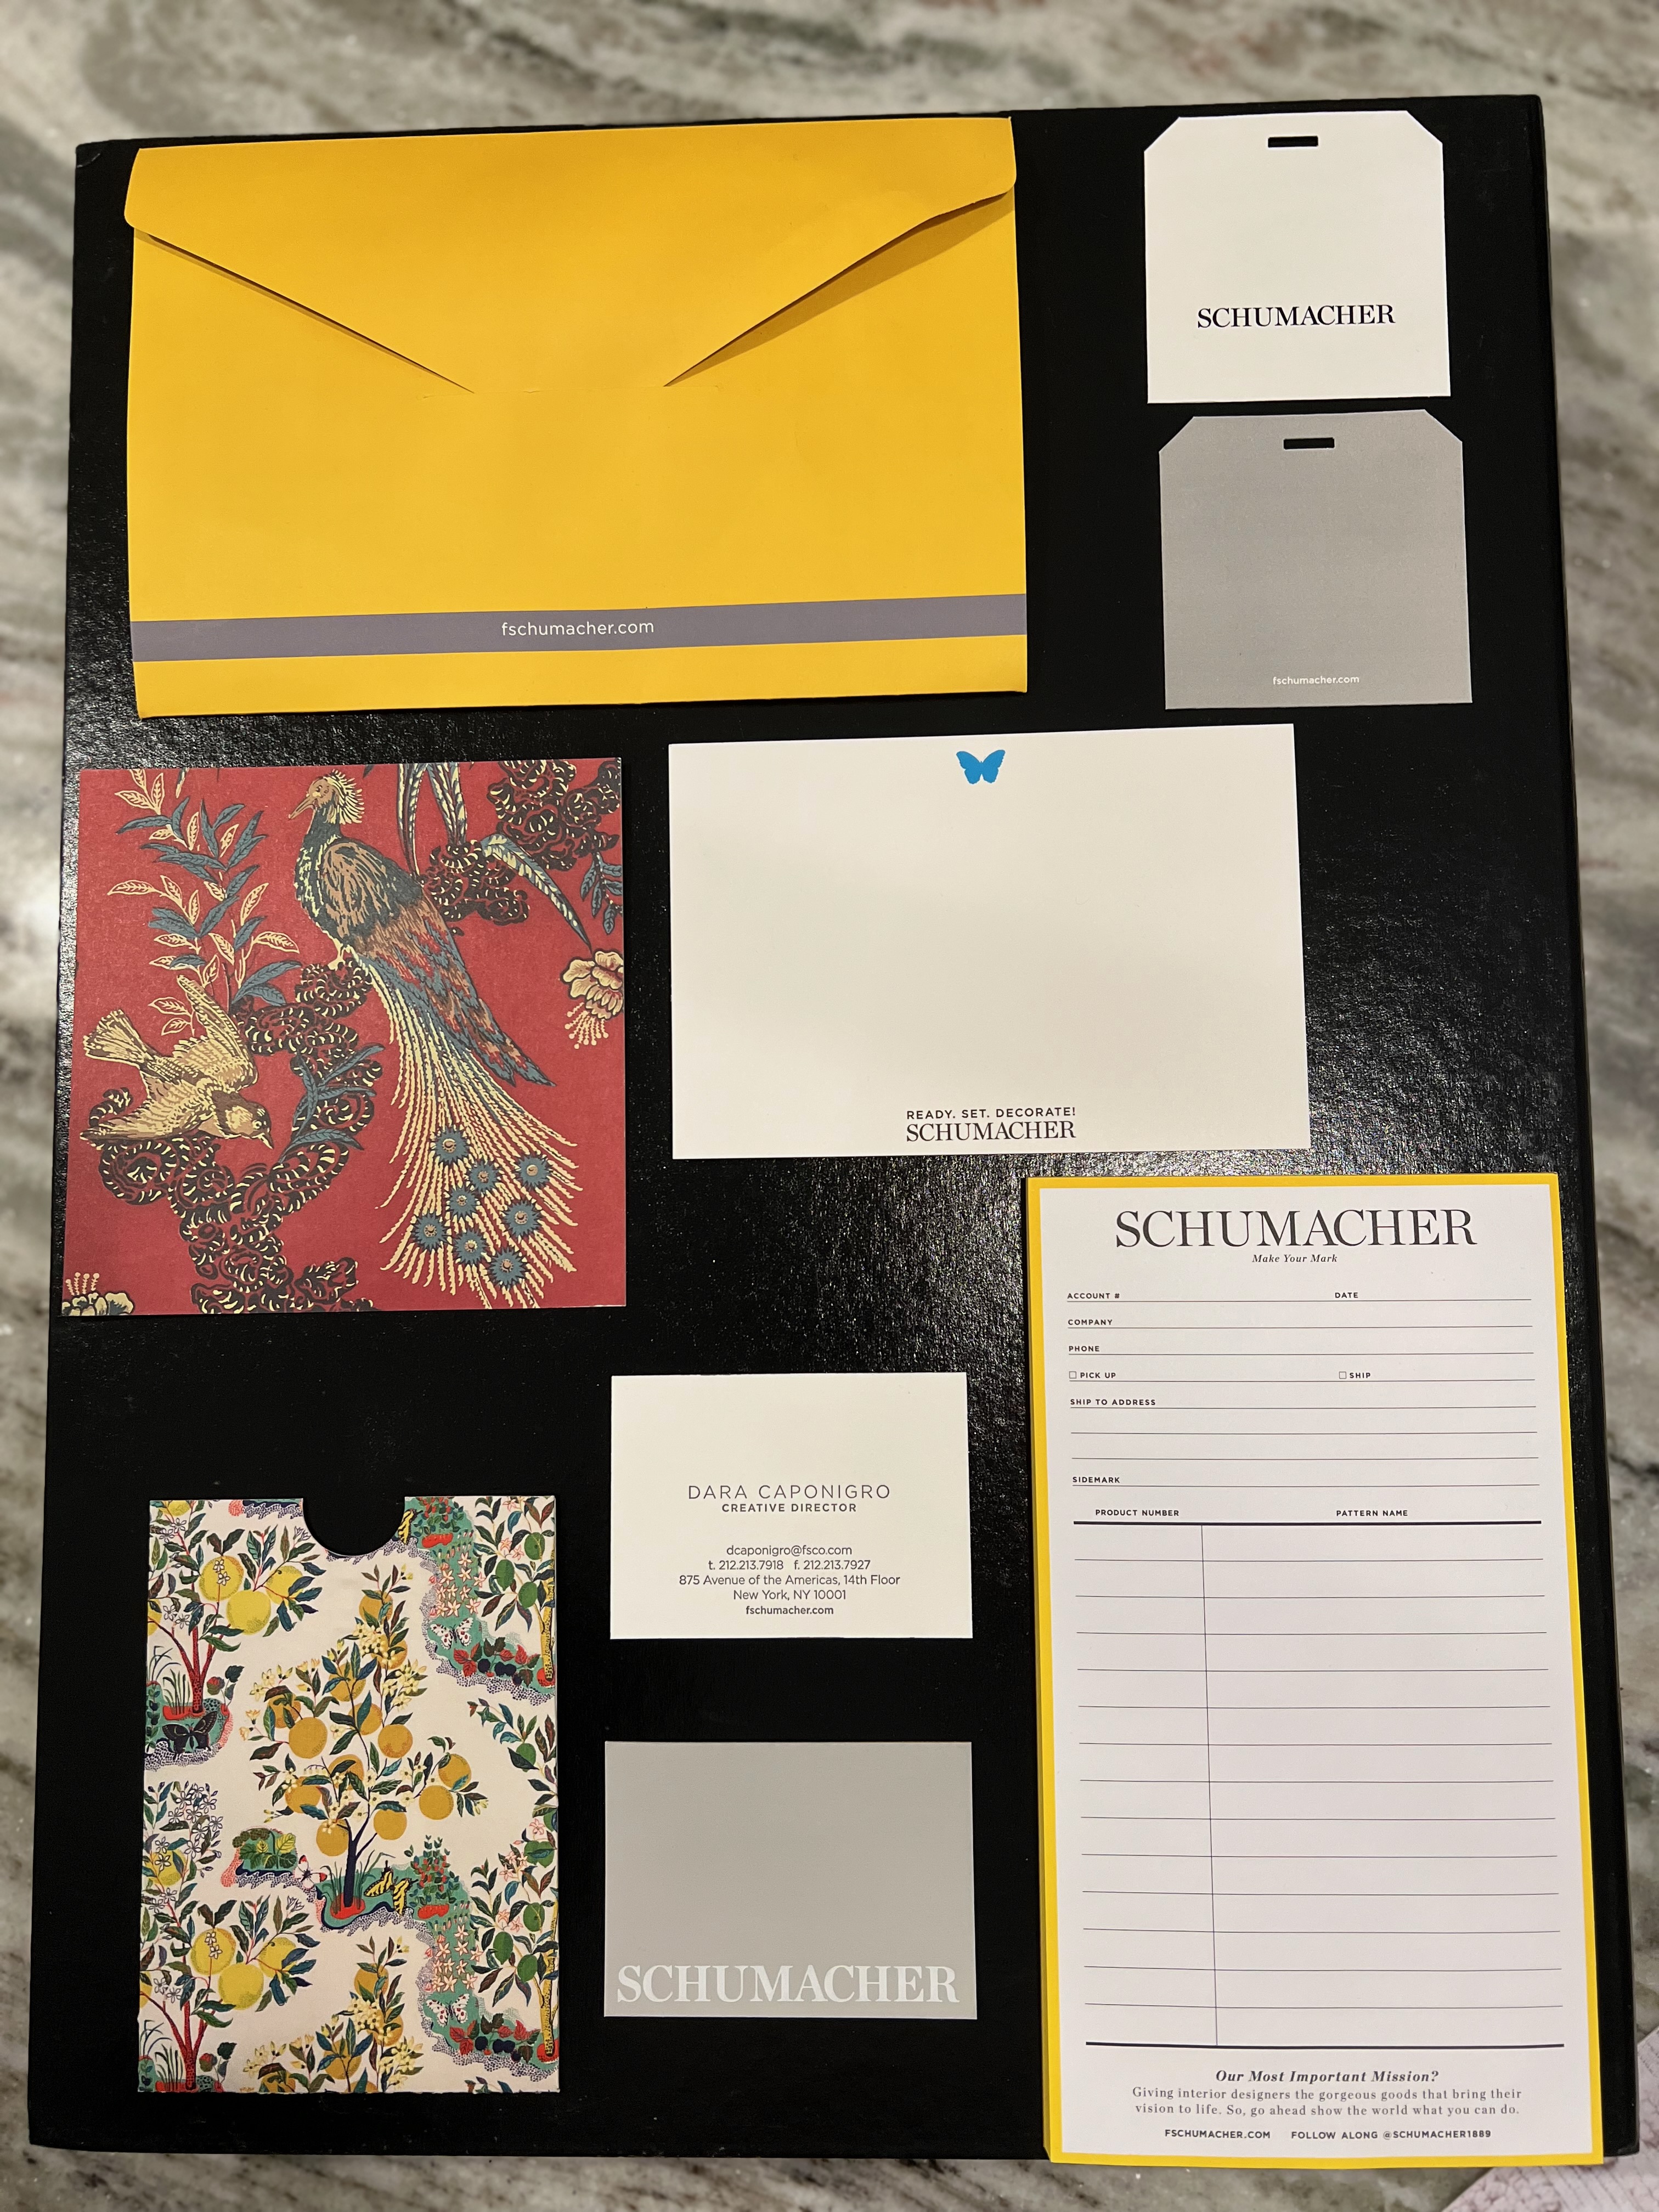 fschumacher.com
SCHUMACHER
fschumacher.com
READY. SET. DECORATE!
SCHUMACHER
SCHUMACHER
Make Your Mark
ACCOUNT # DATE
COMPANY
PHONE
PICK UP SHIP
SHIP TO ADDRESS
SIDEMARK
PRODUCT NUMBER PATTERN NAME
Our Most Important Mission?
Giving interior designers the gorgeous goods that bring their
vision to life. So, go ahead show the world what you can do.
FSCHUMACHER.COM FOLLOW ALONG @SCHUMACHER1889
DARA CAPONIGRO
CREATIVE DIRECTOR
dcaponigro@fsco.com
t. 212.213.7918 f. 212.213.7927
875 Avenue of the Americas, 14th Floor
New York, NY 10001
fschumacher.com
SCHUMACHER